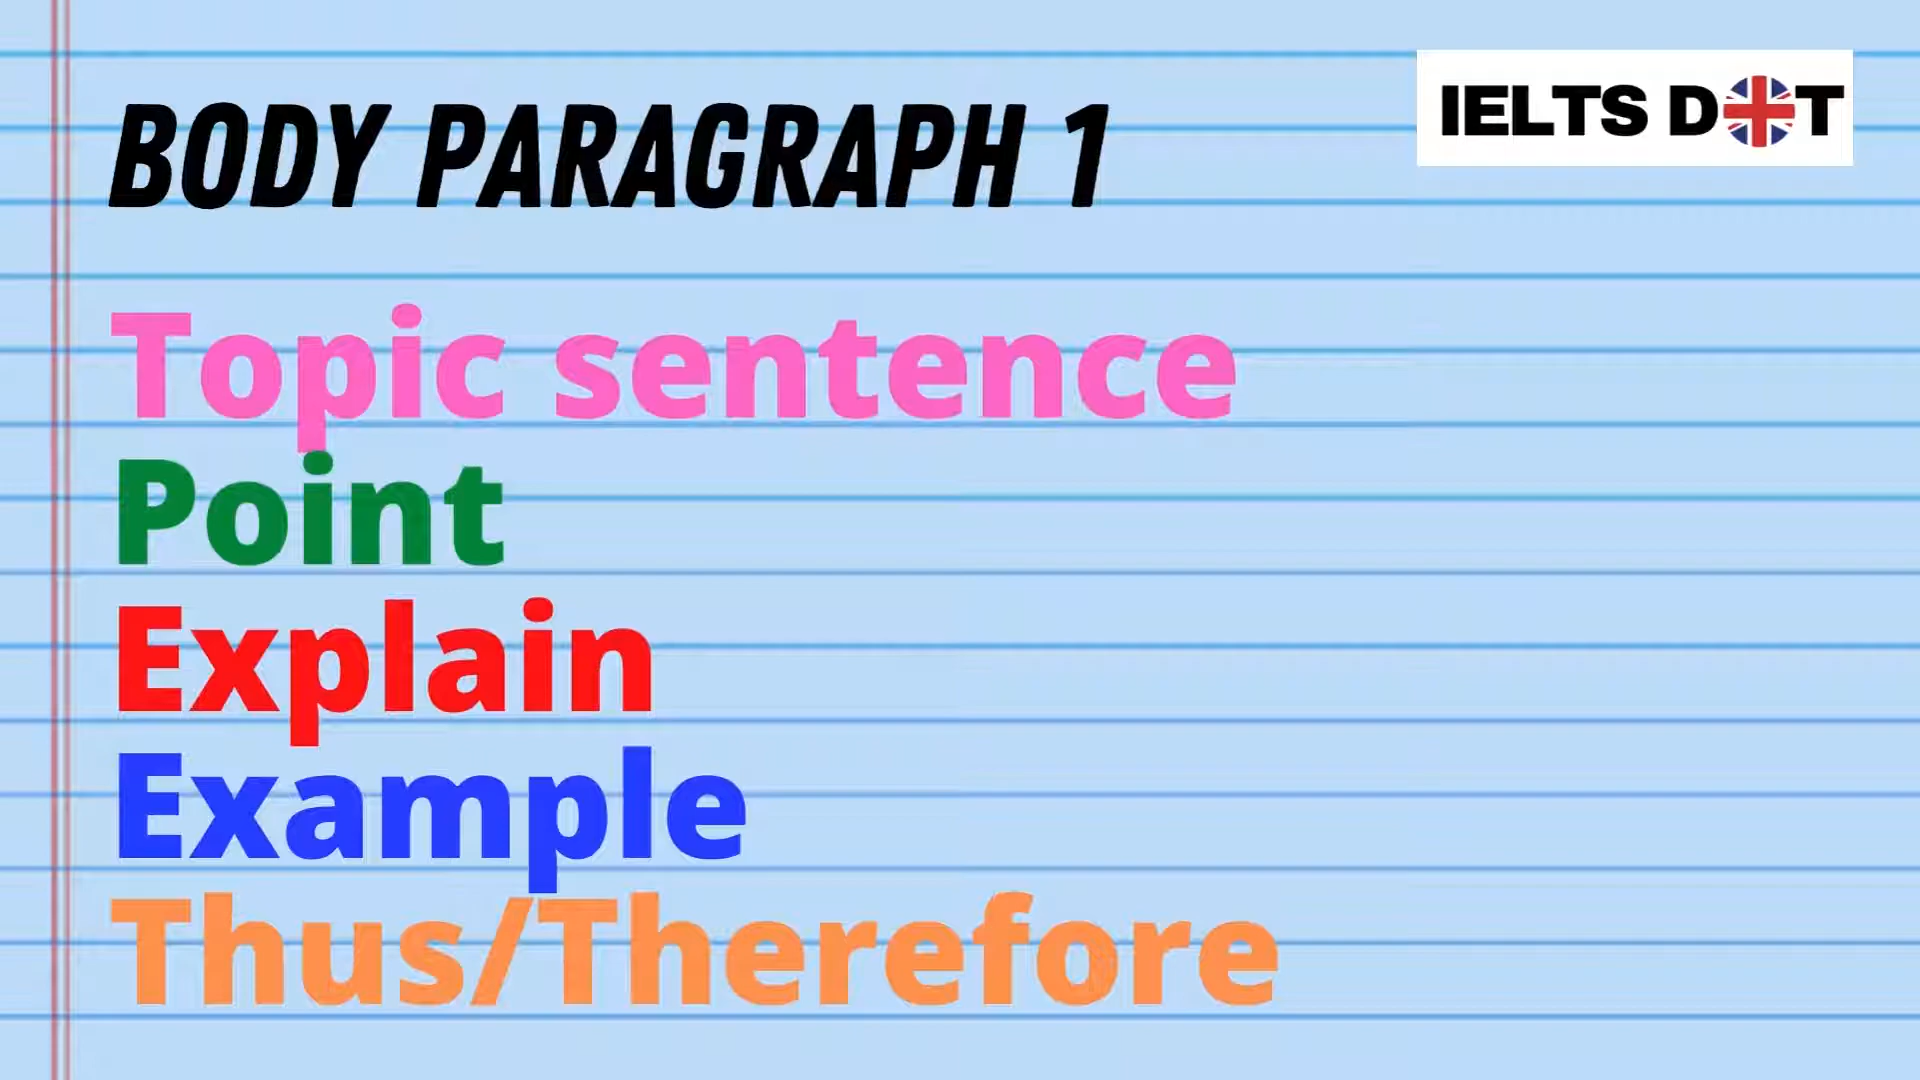 BODY PARAGRAPH 1
IELTS DOT
Topic sentence
Point
Explain
Example
Thus/Therefore